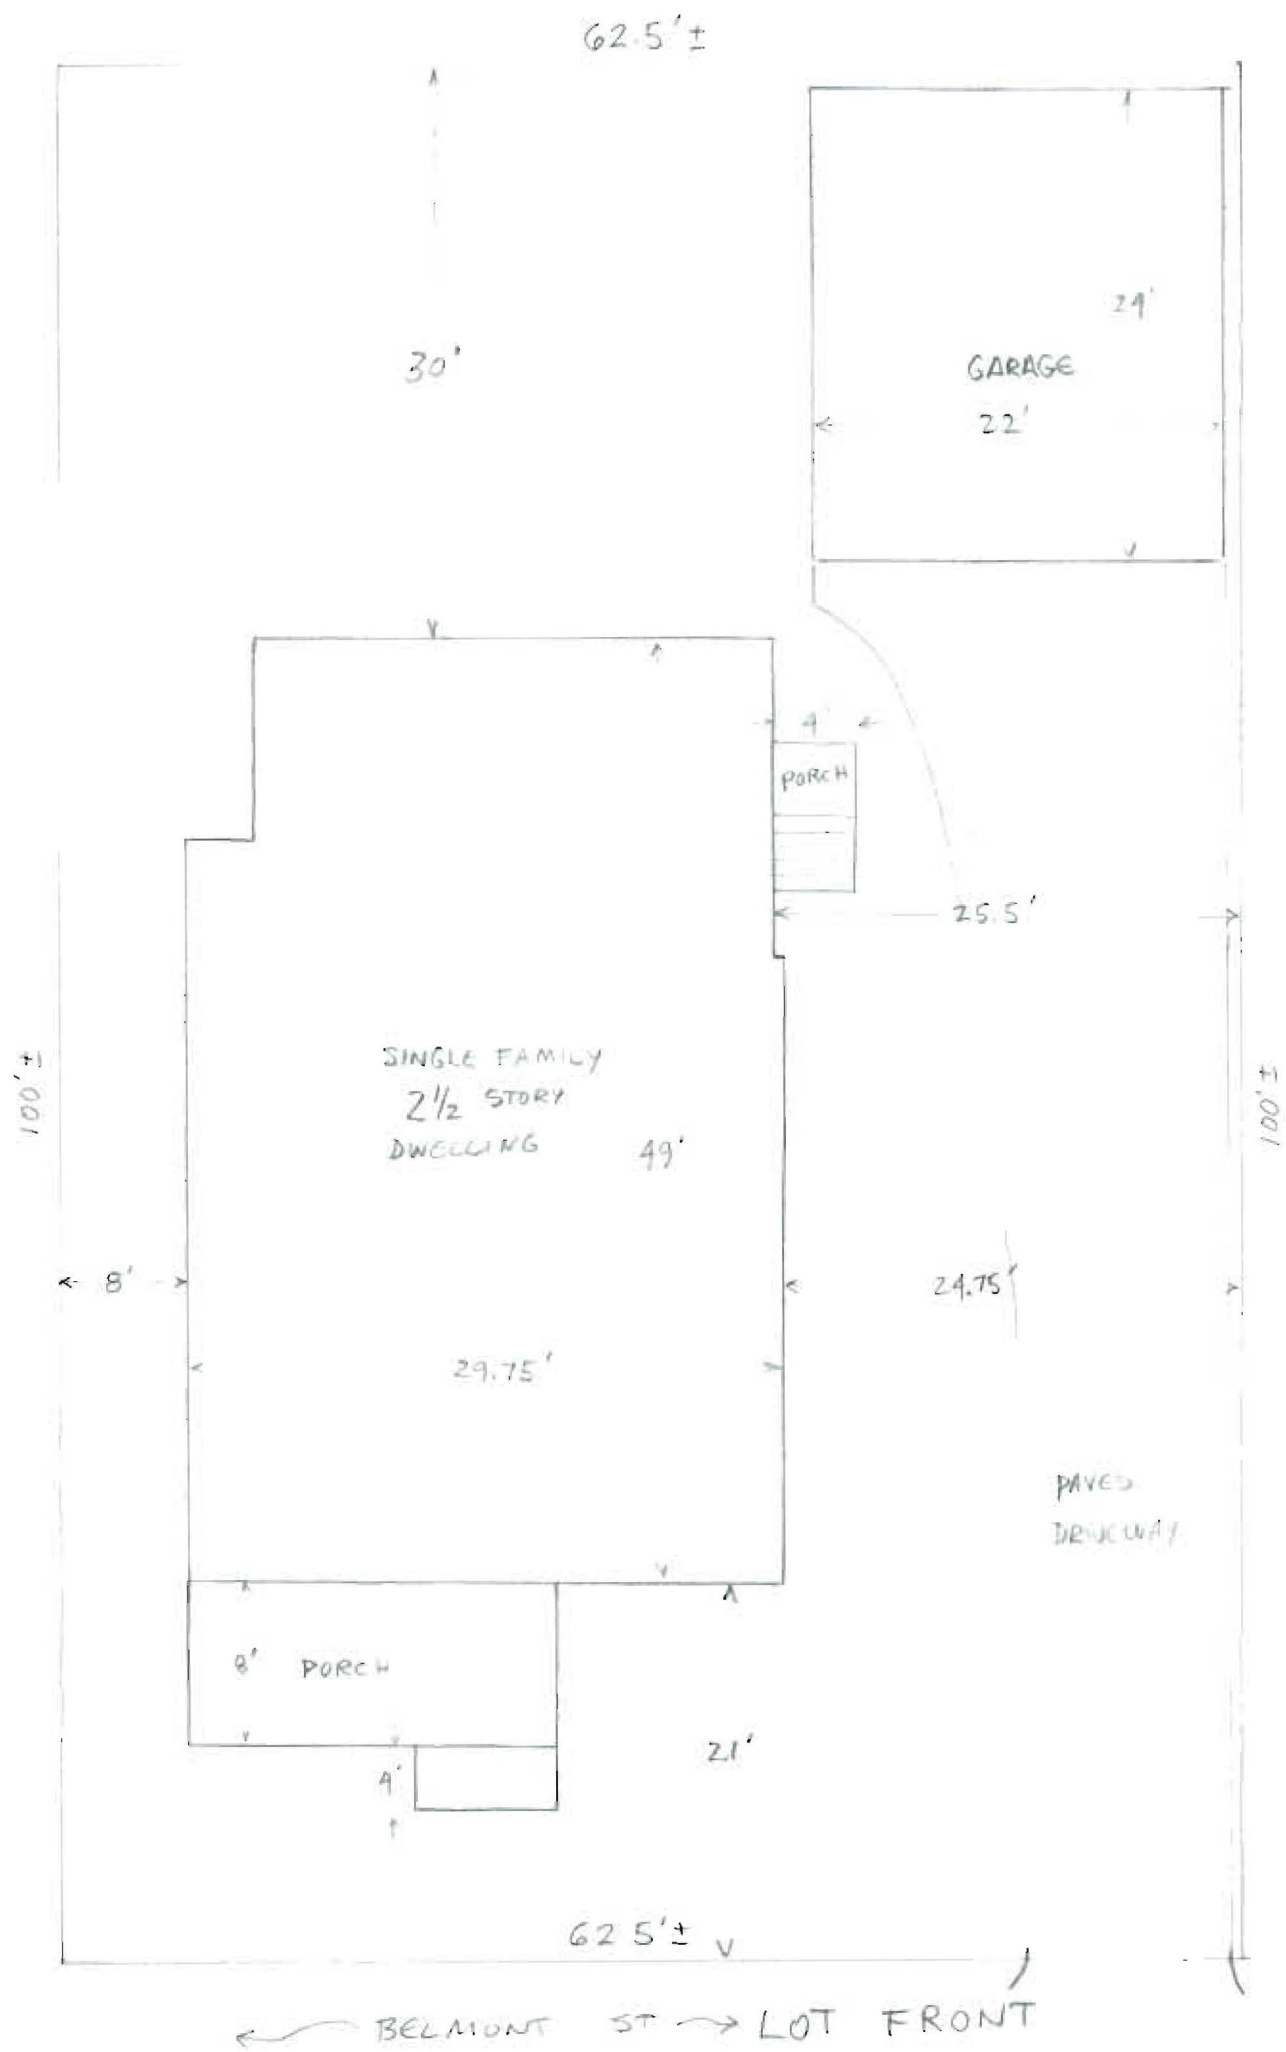 62.5'±
24'
30'
GARAGE
22'
4'
PORCH
25.5'
SINGLE FAMILY
2½ STORY
DWELLING
49'
100'±
100'±
8'
24.75'
29.75'
PAVED
DRIVEWAY
8' PORCH
21'
4'
62 5'±
BELMONT ST LOT FRONT